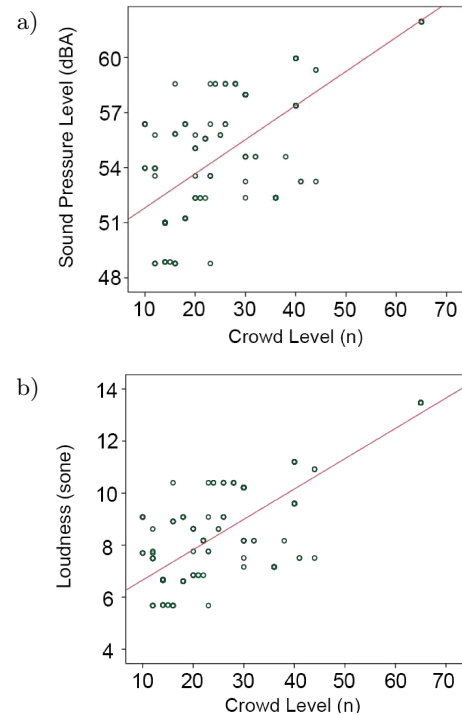 a)
Sound Pressure Level (dBA)
60
57
54
51
48
10 20 30 40 50 60 70
Crowd Level (n)
b)
Loudness (sone)
14
12
10
8
6
4
10 20 30 40 50 60 70
Crowd Level (n)